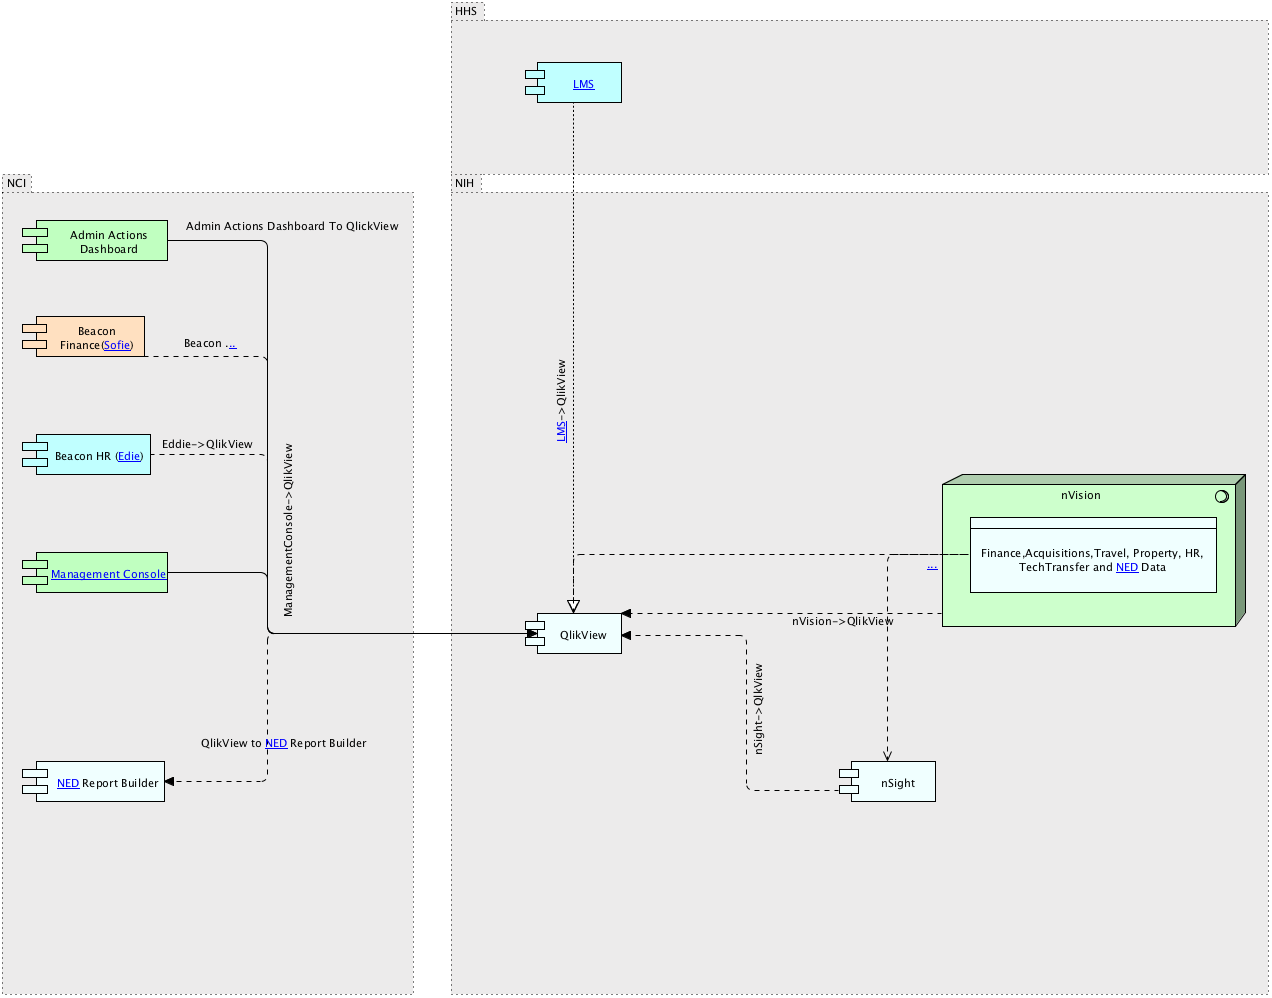 HHS
LMS
NCI
NIH
Admin Actions Dashboard To QlickView
Admin Actions
Dashboard
Beacon
Finance(Sofie)
Beacon ...
LMS->QlikView
Eddie->QlikView
Beacon HR (Edie)
ManagementConsole->QlikView
Management Console
nVision
Finance,Acquisitions,Travel, Property, HR,
TechTransfer and NED Data
...
QlikView
nVision->QlikView
nSight->QlkView
QlikView to NED Report Builder
NED Report Builder
nSight